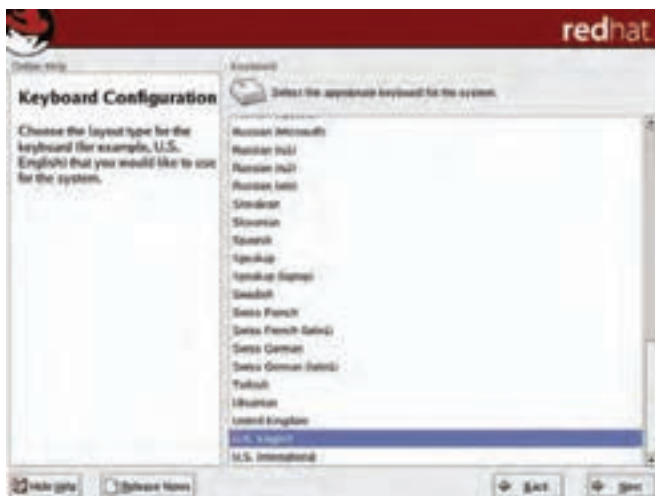 redhat
Online Help
Keyboard Configuration
Choose the layout type for the
keyboard (for example, U.S.
English) that you would like to use
for the system.
Keyboard
Select the appropriate keyboard for the system.
Russian (Microsoft)
Russian (ru1)
Russian (ru2)
Russian (win)
Slovakian
Slovenian
Spanish
Speakup
Speakup (laptop)
Swedish
Swiss French
Swiss French (latin1)
Swiss German
Swiss German (latin1)
Turkish
Ukrainian
United Kingdom
U.S. English
U.S. International
Hide Help
Release Notes
Back
Next